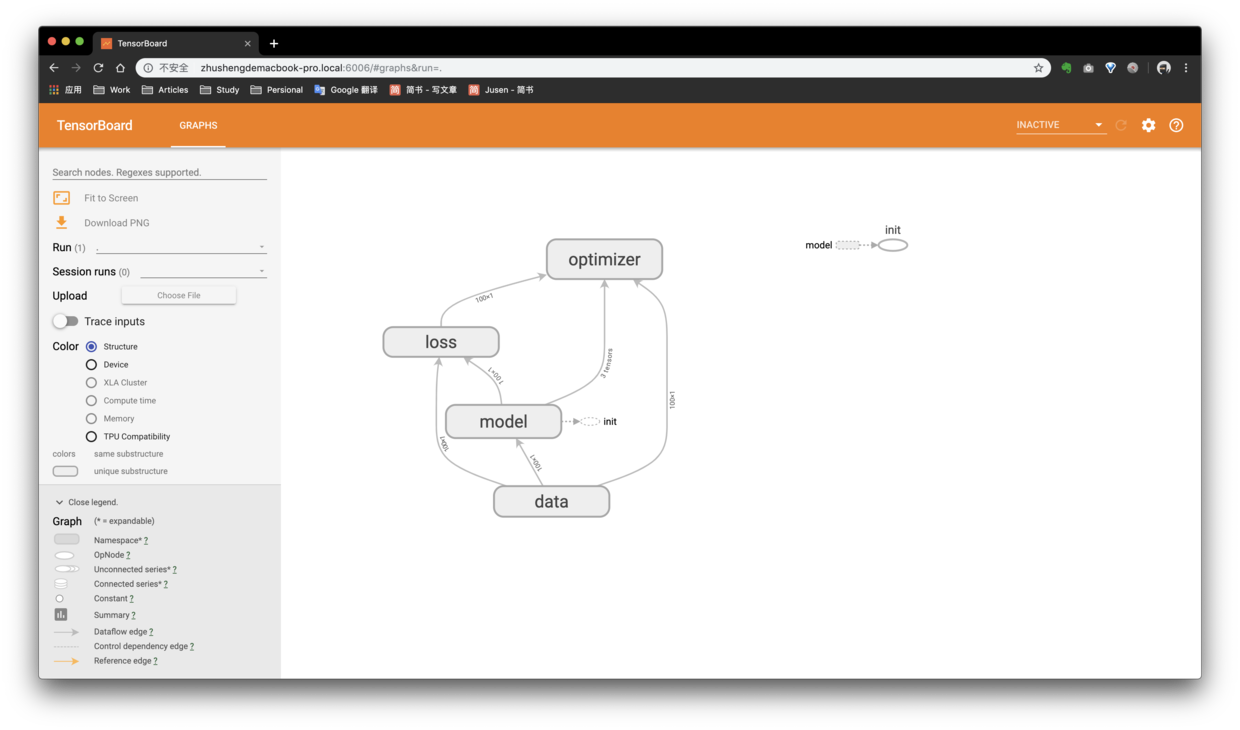 TensorBoard
不安全 zhushengdemacbook-pro.local:6006/#graphs&run=.
应用 Work Articles Study Persional Google 翻译 简 简书 - 写文章 简 Jusen - 简书
TensorBoard GRAPHS INACTIVE
Search nodes. Regexes supported.
Fit to Screen
Download PNG
Run (1) .
Session runs (0)
Upload Choose File
Trace inputs
Color Structure
Device
XLA Cluster
Compute time
Memory
TPU Compatibility
colors same substructure
unique substructure
Close legend.
Graph (* = expandable)
Namespace* ?
OpNode ?
Unconnected series* ?
Connected series* ?
Constant ?
Summary ?
Dataflow edge ?
Control dependency edge ?
Reference edge ?
optimizer
100×1
loss
100×1
3 tensors
model
init
100×1
100×1
100×1
data
init
model